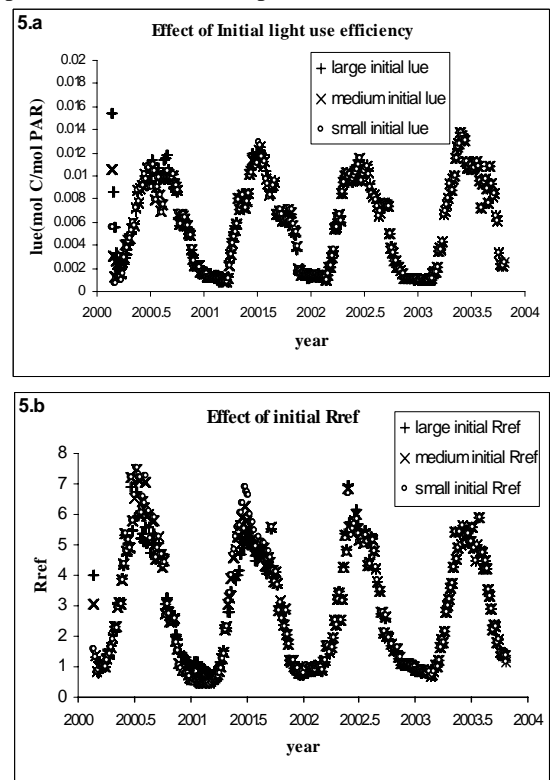 5.a
Effect of Initial light use efficiency
+ large initial lue
× medium initial lue
○ small initial lue
lue(mol C/mol PAR)
0.02
0.018
0.016
0.014
0.012
0.01
0.008
0.006
0.004
0.002
0
2000 2000.5 2001 2001.5 2002 2002.5 2003 2003.5 2004
year
5.b
Effect of initial Rref
+ large initial Rref
× medium initial Rref
○ small initial Rref
Rref
8
7
6
5
4
3
2
1
0
2000 2000.5 2001 2001.5 2002 2002.5 2003 2003.5 2004
year